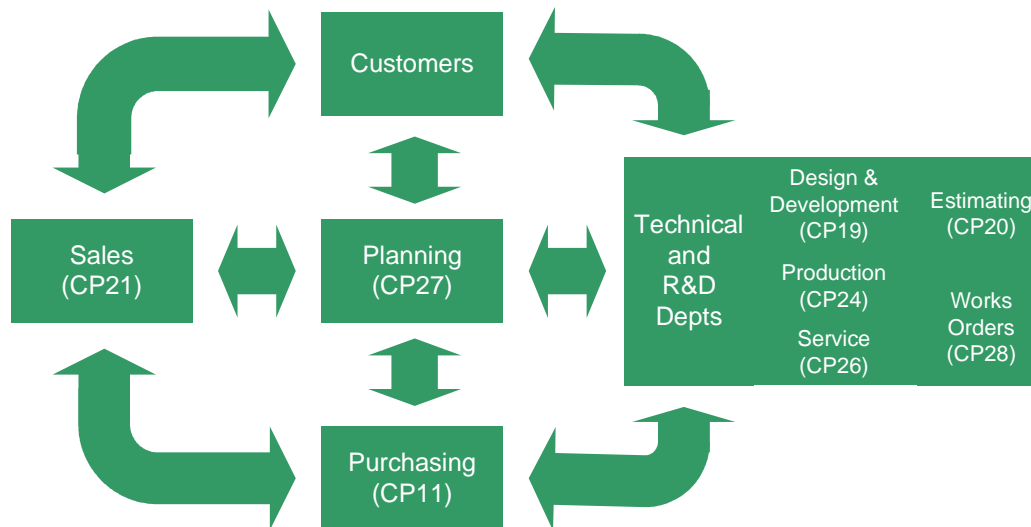 Customers
Sales
(CP21)
Planning
(CP27)
Technical
and
R&D
Depts
Design &
Development
(CP19)
Production
(CP24)
Service
(CP26)
Estimating
(CP20)
Works
Orders
(CP28)
Purchasing
(CP11)